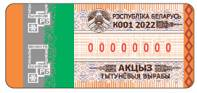 РЭСПУБЛІКА БЕЛАРУСЬ
К001 2022
00000000
АКЦЫЗ
ТЫТУНЁВЫЯ ВЫРАБЫ